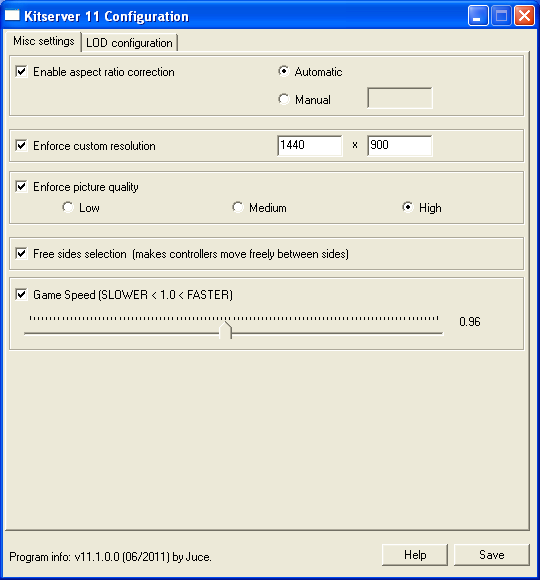 Kitserver 11 Configuration
Misc settings
LOD configuration
Enable aspect ratio correction
Automatic
Manual
Enforce custom resolution
1440 x 900
Enforce picture quality
Low
Medium
High
Free sides selection (makes controllers move freely between sides)
Game Speed (SLOWER < 1.0 < FASTER)
0.96
Program info: v11.1.0.0 (06/2011) by Juce.
Help
Save